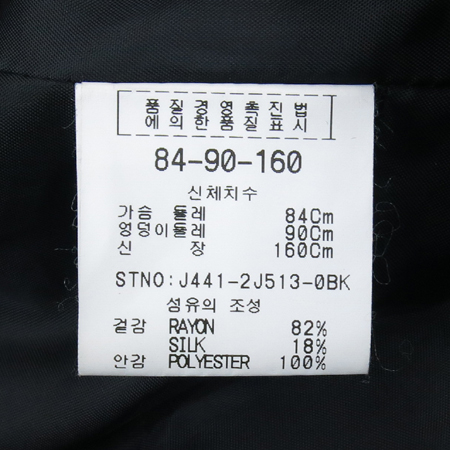 품질경영촉진법
에의한품질표시
84-90-160
신체치수
가슴 둘레 84Cm
엉덩이둘레 90Cm
신 장 160Cm
STNO:J441-2J513-0BK
섬유의 조성
겉감 RAYON 82%
SILK 18%
안감 POLYESTER 100%